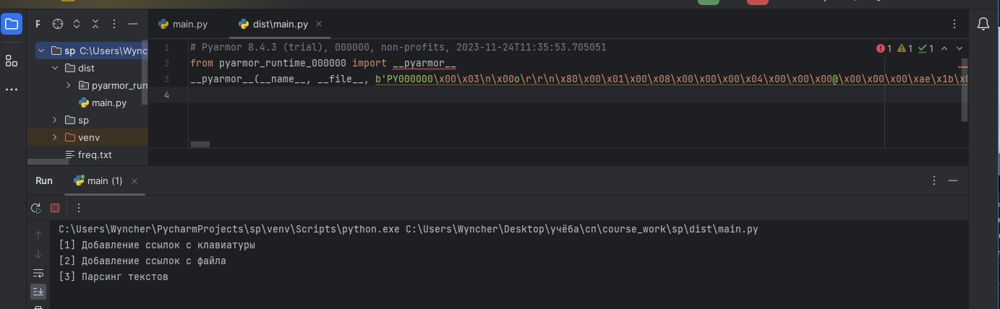 P
main.py
dist\main.py
sp C:\Users\Wync
dist
pyarmor_run
main.py
sp
venv
freq.txt
1 # Pyarmor 8.4.3 (trial), 000000, non-profits, 2023-11-24T11:35:53.705051
2 from pyarmor_runtime_000000 import __pyarmor__
3 __pyarmor__(__name__, __file__, b'PY000000\x00\x03\n\x00o\r\r\n\x80\x00\x01\x00\x08\x00\x00\x00\x04\x00\x00\x00@\x00\x00\x00\xae\x1b\x0
4
1 1 1
Run
main (1)
C:\Users\Wyncher\PycharmProjects\sp\venv\Scripts\python.exe C:\Users\Wyncher\Desktop\учёба\сп\course_work\sp\dist\main.py
[1] Добавление ссылок с клавиатуры
[2] Добавление ссылок с файла
[3] Парсинг текстов